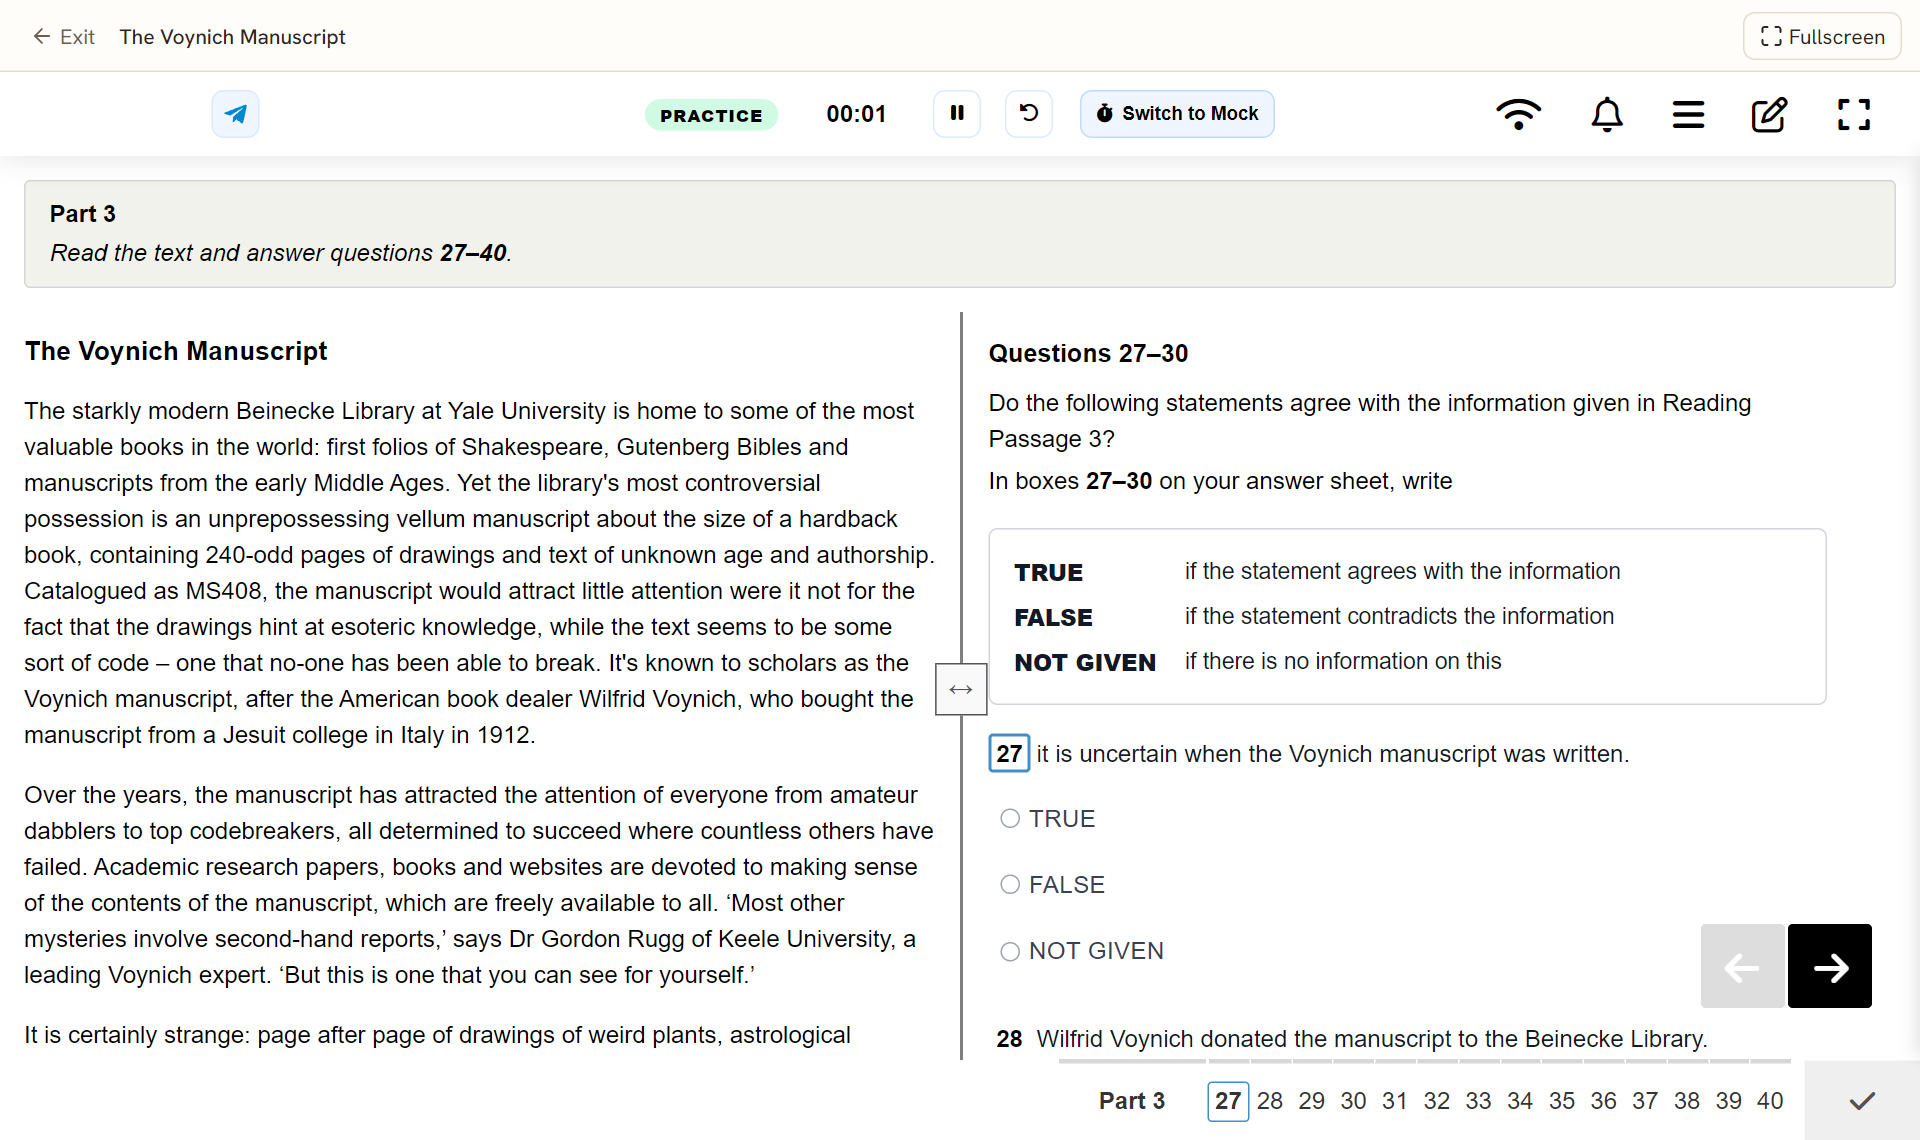 Exit The Voynich Manuscript Fullscreen
PRACTICE 00:01 Switch to Mock
Part 3
Read the text and answer questions 27–40.
The Voynich Manuscript
The starkly modern Beinecke Library at Yale University is home to some of the most
valuable books in the world: first folios of Shakespeare, Gutenberg Bibles and
manuscripts from the early Middle Ages. Yet the library's most controversial
possession is an unprepossessing vellum manuscript about the size of a hardback
book, containing 240-odd pages of drawings and text of unknown age and authorship.
Catalogued as MS408, the manuscript would attract little attention were it not for the
fact that the drawings hint at esoteric knowledge, while the text seems to be some
sort of code – one that no-one has been able to break. It's known to scholars as the
Voynich manuscript, after the American book dealer Wilfrid Voynich, who bought the
manuscript from a Jesuit college in Italy in 1912.
Over the years, the manuscript has attracted the attention of everyone from amateur
dabblers to top codebreakers, all determined to succeed where countless others have
failed. Academic research papers, books and websites are devoted to making sense
of the contents of the manuscript, which are freely available to all. ‘Most other
mysteries involve second-hand reports,’ says Dr Gordon Rugg of Keele University, a
leading Voynich expert. ‘But this is one that you can see for yourself.’
It is certainly strange: page after page of drawings of weird plants, astrological
Questions 27–30
Do the following statements agree with the information given in Reading
Passage 3?
In boxes 27–30 on your answer sheet, write
TRUE if the statement agrees with the information
FALSE if the statement contradicts the information
NOT GIVEN if there is no information on this
27 it is uncertain when the Voynich manuscript was written.
TRUE
FALSE
NOT GIVEN
28 Wilfrid Voynich donated the manuscript to the Beinecke Library.
Part 3 27 28 29 30 31 32 33 34 35 36 37 38 39 40